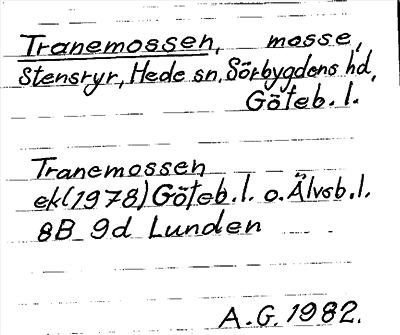 Tranemossen, mosse,
Stensryr, Hede sn, Sörbygdens hd,
Göteb. l.
Tranemossen
ek(1978) Göteb. l. o. Älvsb. l.
8B 9d Lunden
A.G. 1982.